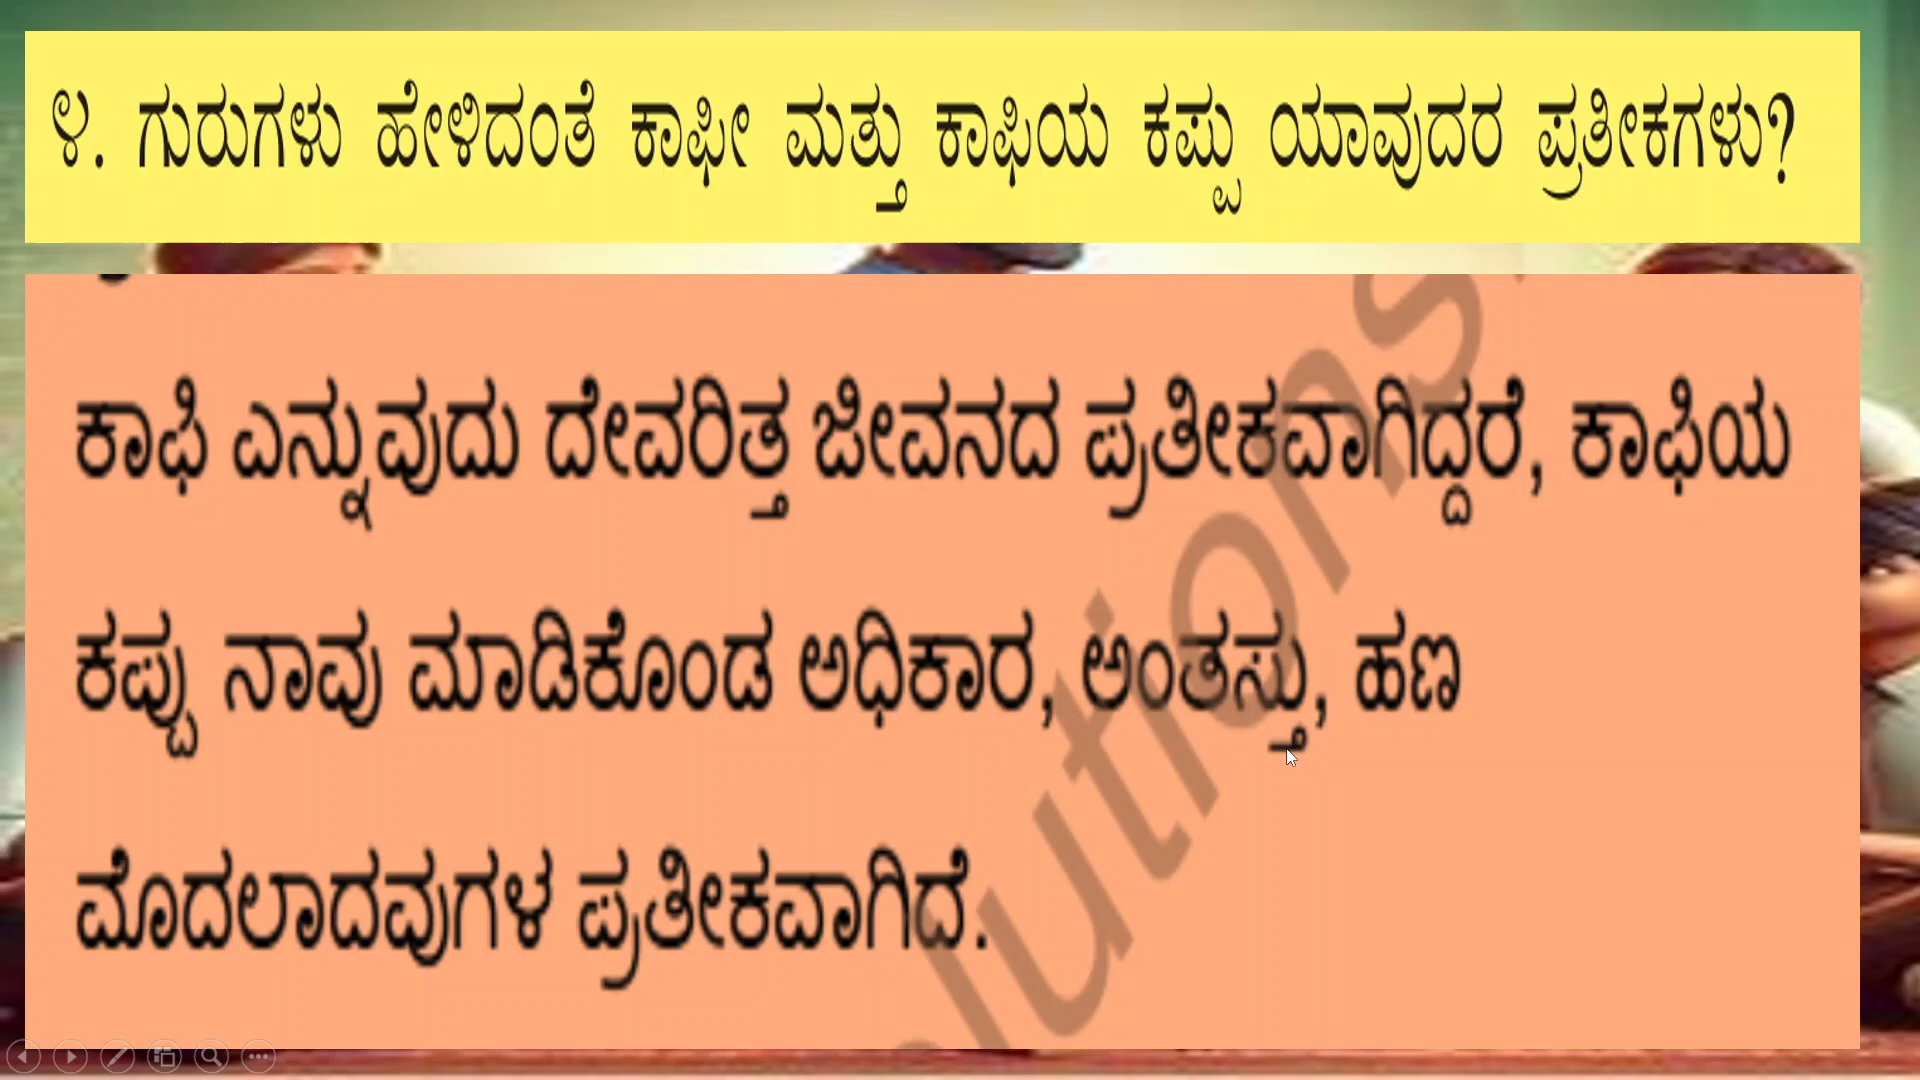 ೪. ಗುರುಗಳು ಹೇಳಿದಂತೆ ಕಾಫೀ ಮತ್ತು ಕಾಫಿಯ ಕಪ್ಪು ಯಾವುದರ ಪ್ರತೀಕಗಳು?
ಕಾಫಿ ಎನ್ನುವುದು ದೇವರಿತ್ತ ಜೀವನದ ಪ್ರತೀಕವಾಗಿದ್ದರೆ, ಕಾಫಿಯ
ಕಪ್ಪು ನಾವು ಮಾಡಿಕೊಂಡ ಅಧಿಕಾರ, ಅಂತಸ್ತು, ಹಣ
ಮೊದಲಾದವುಗಳ ಪ್ರತೀಕವಾಗಿದೆ.